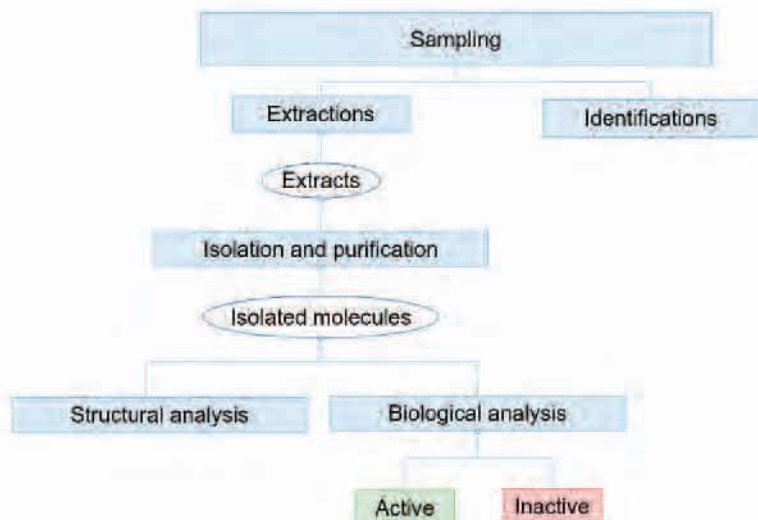 Sampling
Extractions
Identifications
Extracts
Isolation and purification
Isolated molecules
Structural analysis
Biological analysis
Active
Inactive